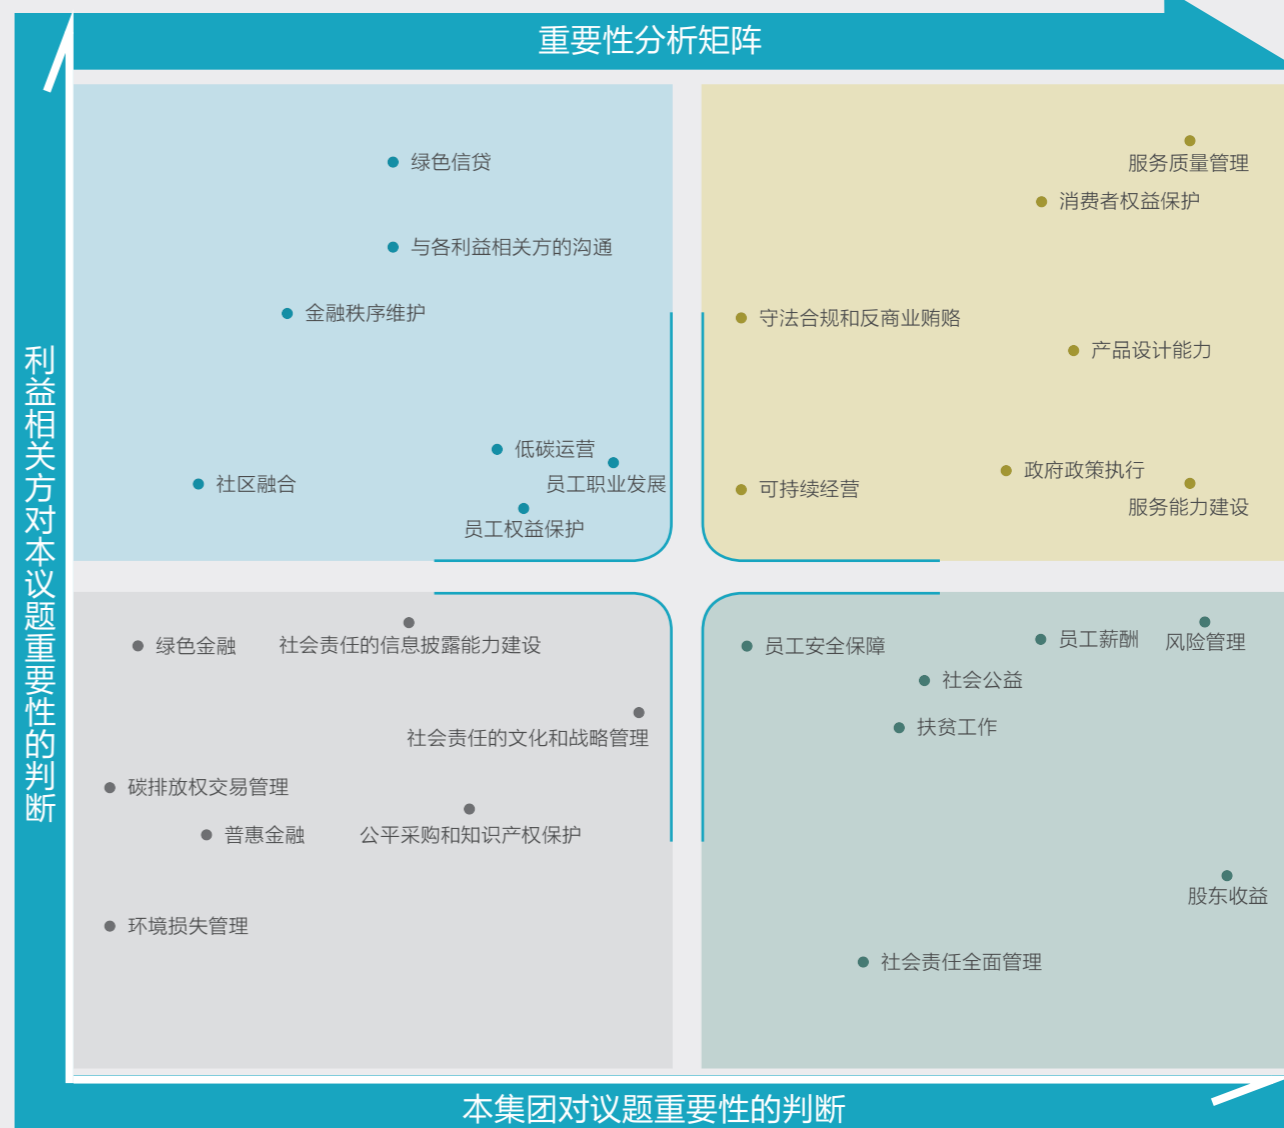 重要性分析矩阵
利益相关方对本议题重要性的判断
绿色信贷
与各利益相关方的沟通
金融秩序维护
低碳运营
社区融合
员工职业发展
员工权益保护
服务质量管理
消费者权益保护
守法合规和反商业贿赂
产品设计能力
政府政策执行
可持续经营
服务能力建设
绿色金融
社会责任的信息披露能力建设
社会责任的文化和战略管理
碳排放权交易管理
普惠金融
公平采购和知识产权保护
环境损失管理
员工安全保障
员工薪酬
风险管理
社会公益
扶贫工作
股东收益
社会责任全面管理
本集团对议题重要性的判断